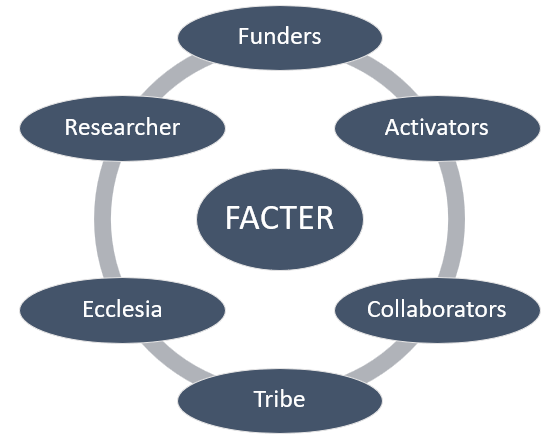 Funders
Researcher
Activators
FACTER
Ecclesia
Collaborators
Tribe